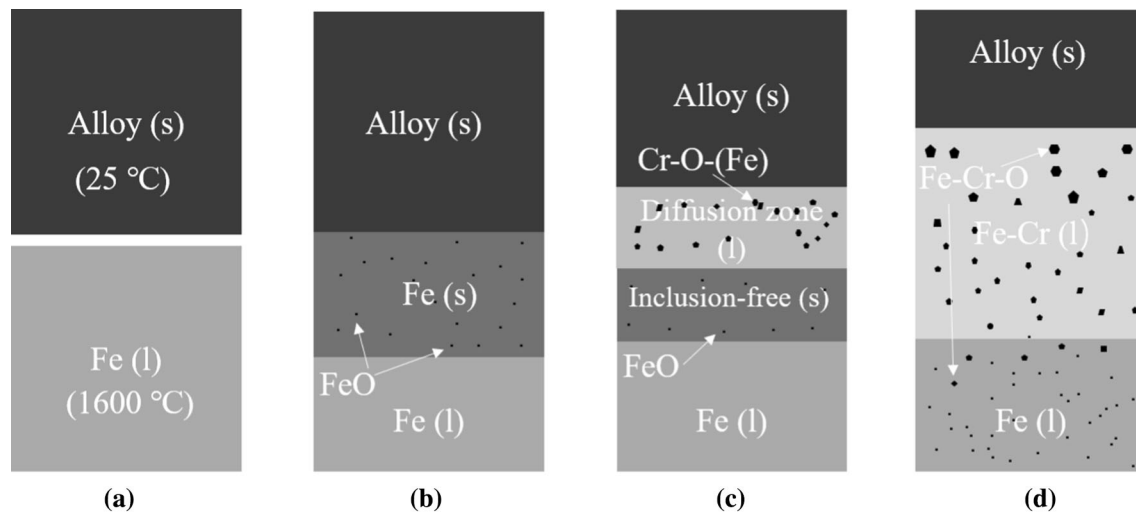 Alloy (s)
(25 °C)
Fe (l)
(1600 °C)
(a)
Alloy (s)
Fe (s)
FeO
Fe (l)
(b)
Alloy (s)
Cr-O-(Fe)
Diffusion zone
(l)
Inclusion-free (s)
FeO
Fe (l)
(c)
Alloy (s)
Fe-Cr-O
Fe-Cr (l)
Fe (l)
(d)